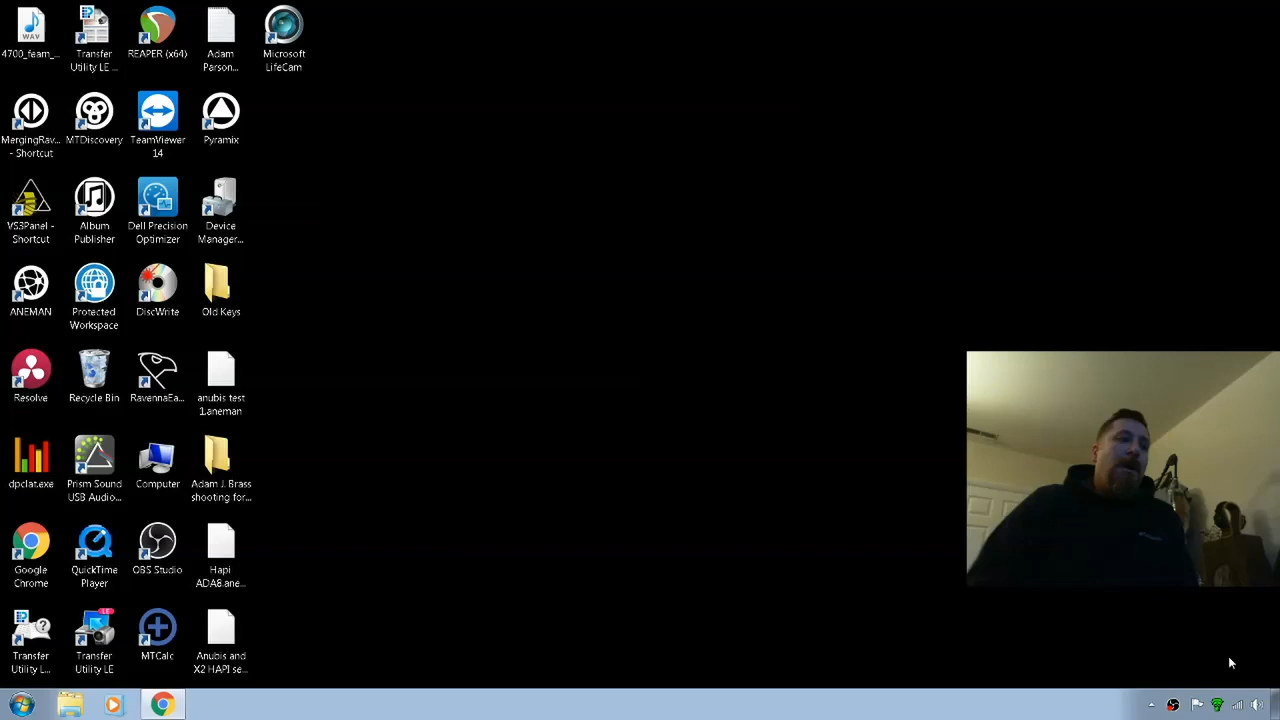 WAV
4700_feam_...
Transfer
Utility LE ...
REAPER (x64)
Adam
Parson...
Microsoft
LifeCam
MergingRav...
- Shortcut
MTDiscovery
TeamViewer
14
Pyramix
VS3Panel -
Shortcut
Album
Publisher
Dell Precision
Optimizer
Device
Manager...
ANEMAN
Protected
Workspace
DiscWrite
Old Keys
Resolve
Recycle Bin
RavennaEa...
anubis test
1.aneman
dpclat.exe
Prism Sound
USB Audio...
Computer
Adam J. Brass
shooting for...
Google
Chrome
QuickTime
Player
OBS Studio
Hapi
ADA8.ane...
Transfer
Utility L...
LE
Transfer
Utility LE
MTCalc
Anubis and
X2 HAPI se...